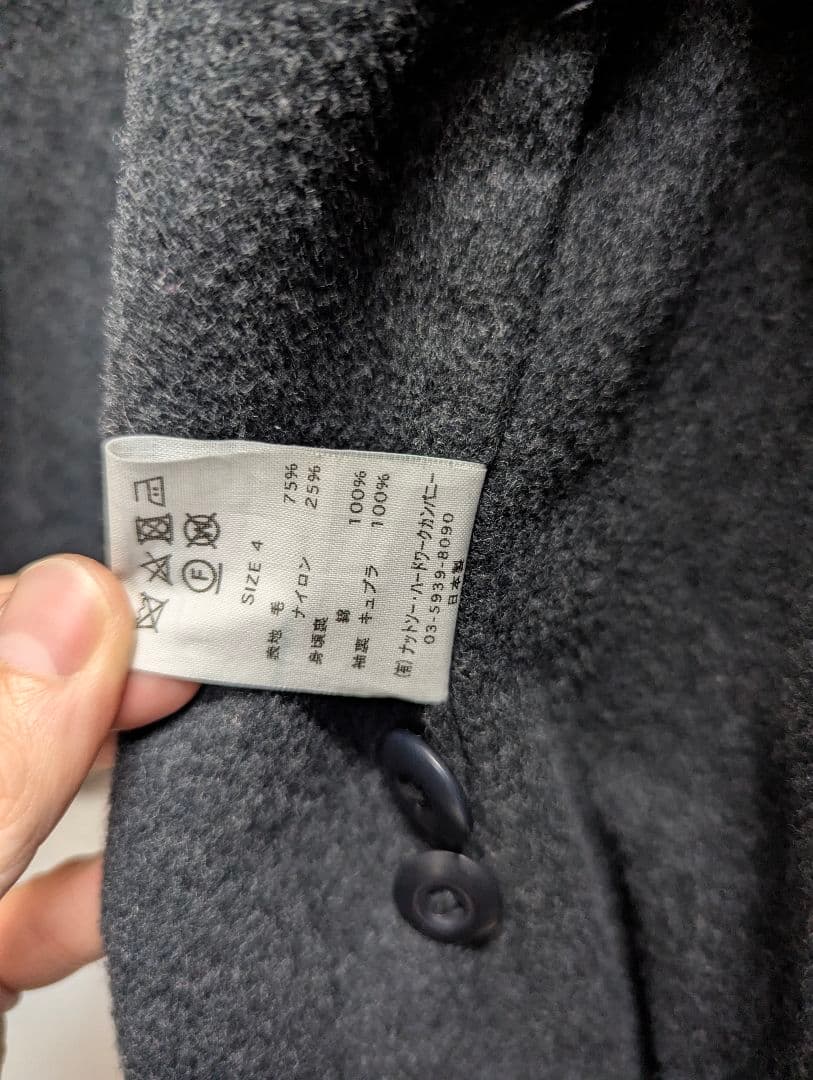 SIZE 4
表地 毛 75%
ナイロン 25%
身頃裏
綿 100%
袖裏 キュプラ 100%
(有)ナットソー・ハードワークカンパニー
03-5939-8090
日本製